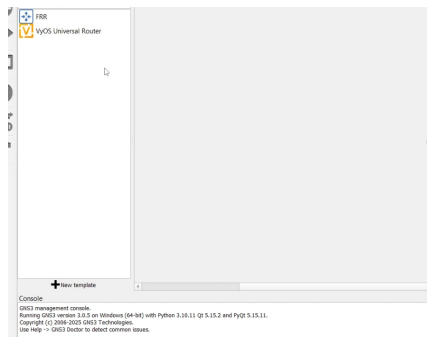 FRR
VyOS Universal Router
New template
Console
GNS3 management console.
Running GNS3 version 3.0.5 on Windows (64-bit) with Python 3.10.11 Qt 5.15.2 and PyQt 5.15.11.
Copyright (c) 2006-2025 GNS3 Technologies.
Use Help -> GNS3 Doctor to detect common issues.